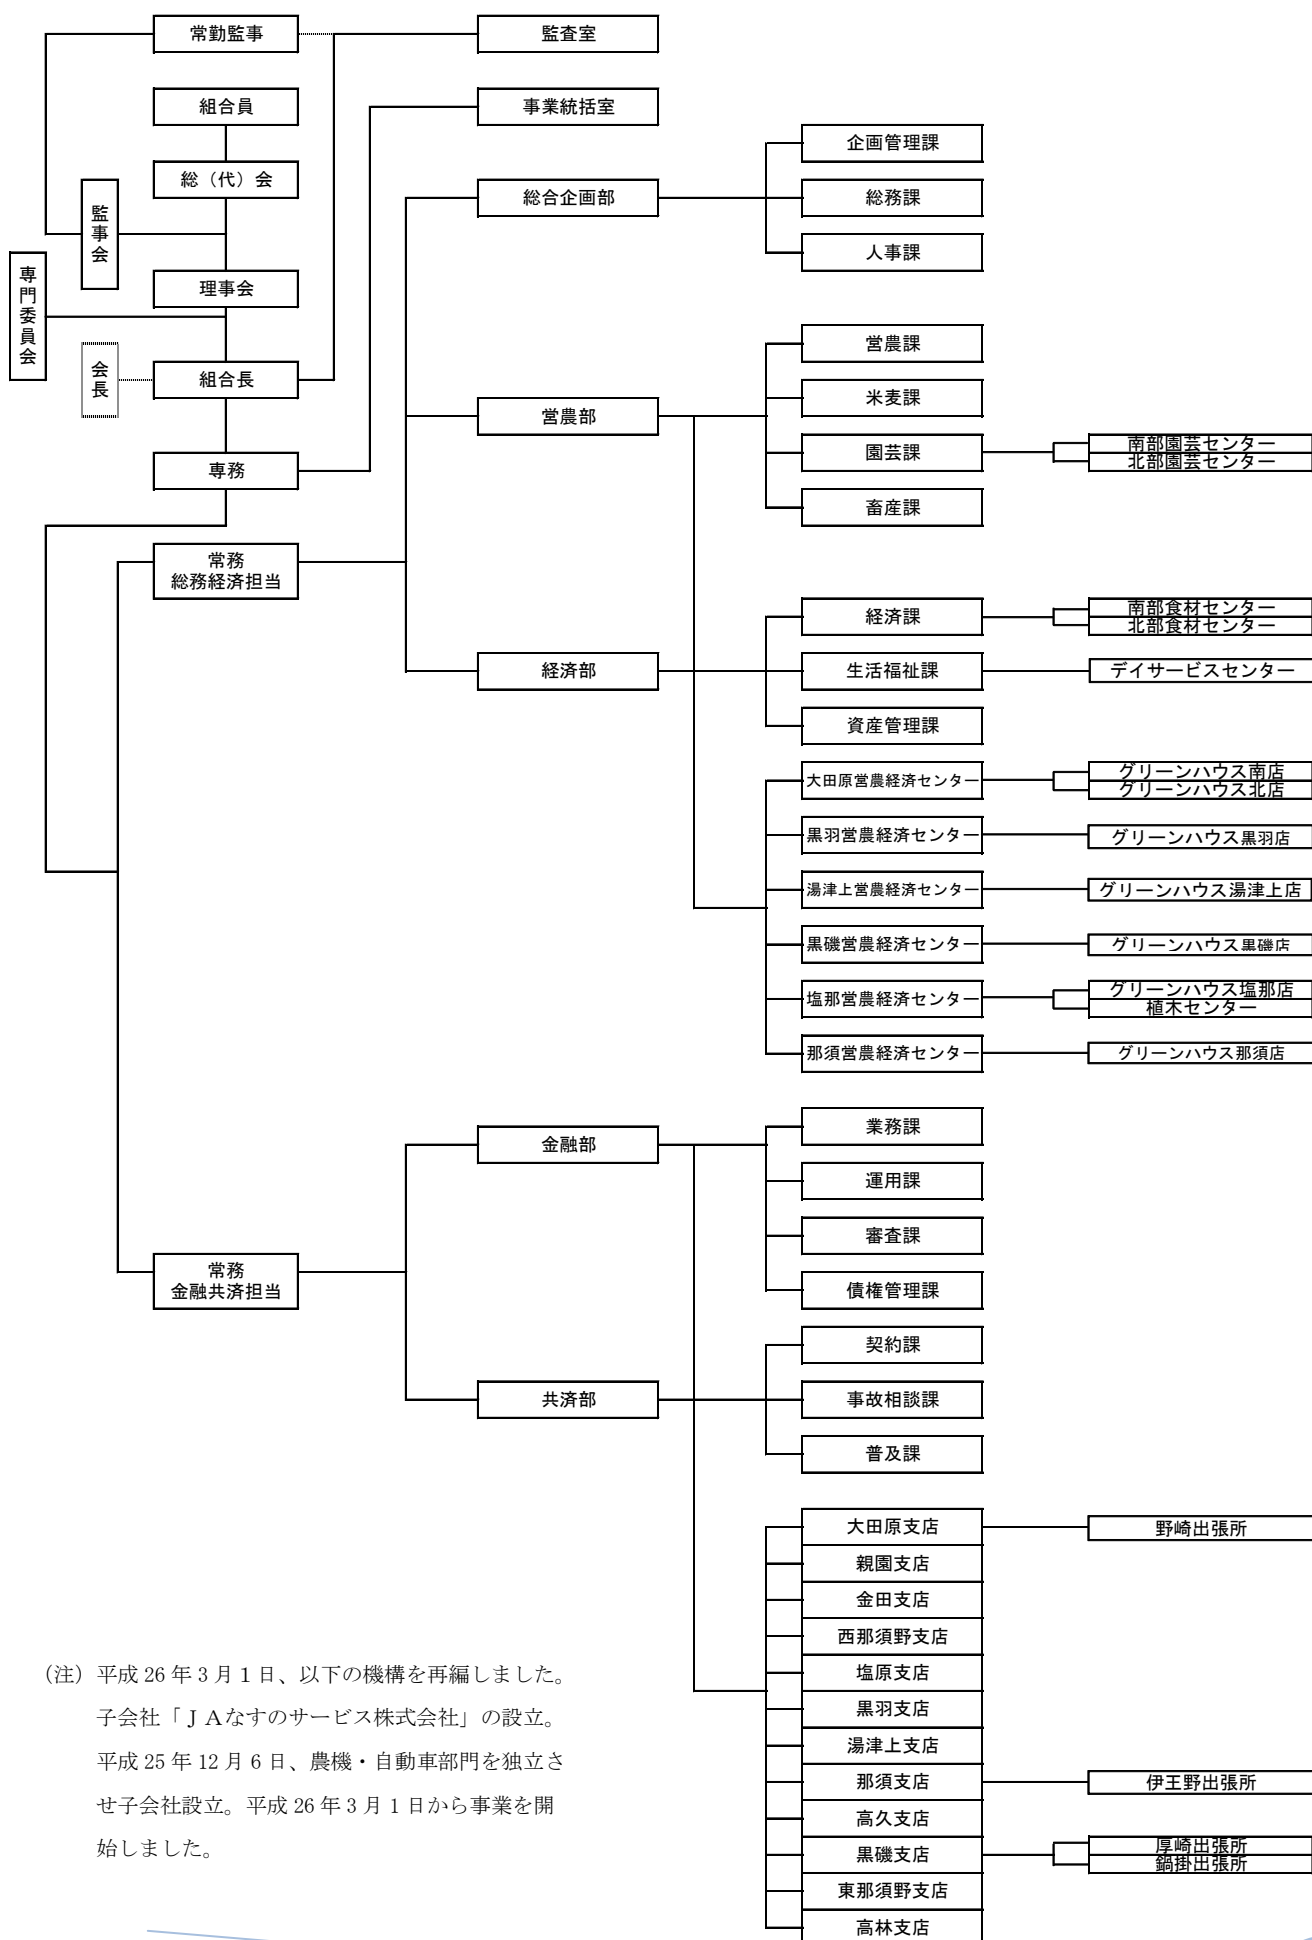 常勤監事
監査室
組合員
事業統括室
総（代）会
監事会
専門委員会
理事会
会長
組合長
専務
常務
総務経済担当
総合企画部
企画管理課
総務課
人事課
営農部
営農課
米麦課
園芸課
南部園芸センター
北部園芸センター
畜産課
経済部
経済課
南部食材センター
北部食材センター
生活福祉課
デイサービスセンター
資産管理課
大田原営農経済センター
グリーンハウス南店
グリーンハウス北店
黒羽営農経済センター
グリーンハウス黒羽店
湯津上営農経済センター
グリーンハウス湯津上店
黒磯営農経済センター
グリーンハウス黒磯店
塩那営農経済センター
グリーンハウス塩那店
植木センター
那須営農経済センター
グリーンハウス那須店
常務
金融共済担当
金融部
業務課
運用課
審査課
債権管理課
共済部
契約課
事故相談課
普及課
大田原支店
野崎出張所
親園支店
金田支店
西那須野支店
塩原支店
黒羽支店
湯津上支店
那須支店
伊王野出張所
高久支店
黒磯支店
厚崎出張所
鍋掛出張所
東那須野支店
高林支店
（注）平成 26 年 3 月 1 日、以下の機構を再編しました。
子会社「ＪＡなすのサービス株式会社」の設立。
平成 25 年 12 月 6 日、農機・自動車部門を独立さ
せ子会社設立。平成 26 年 3 月 1 日から事業を開
始しました。